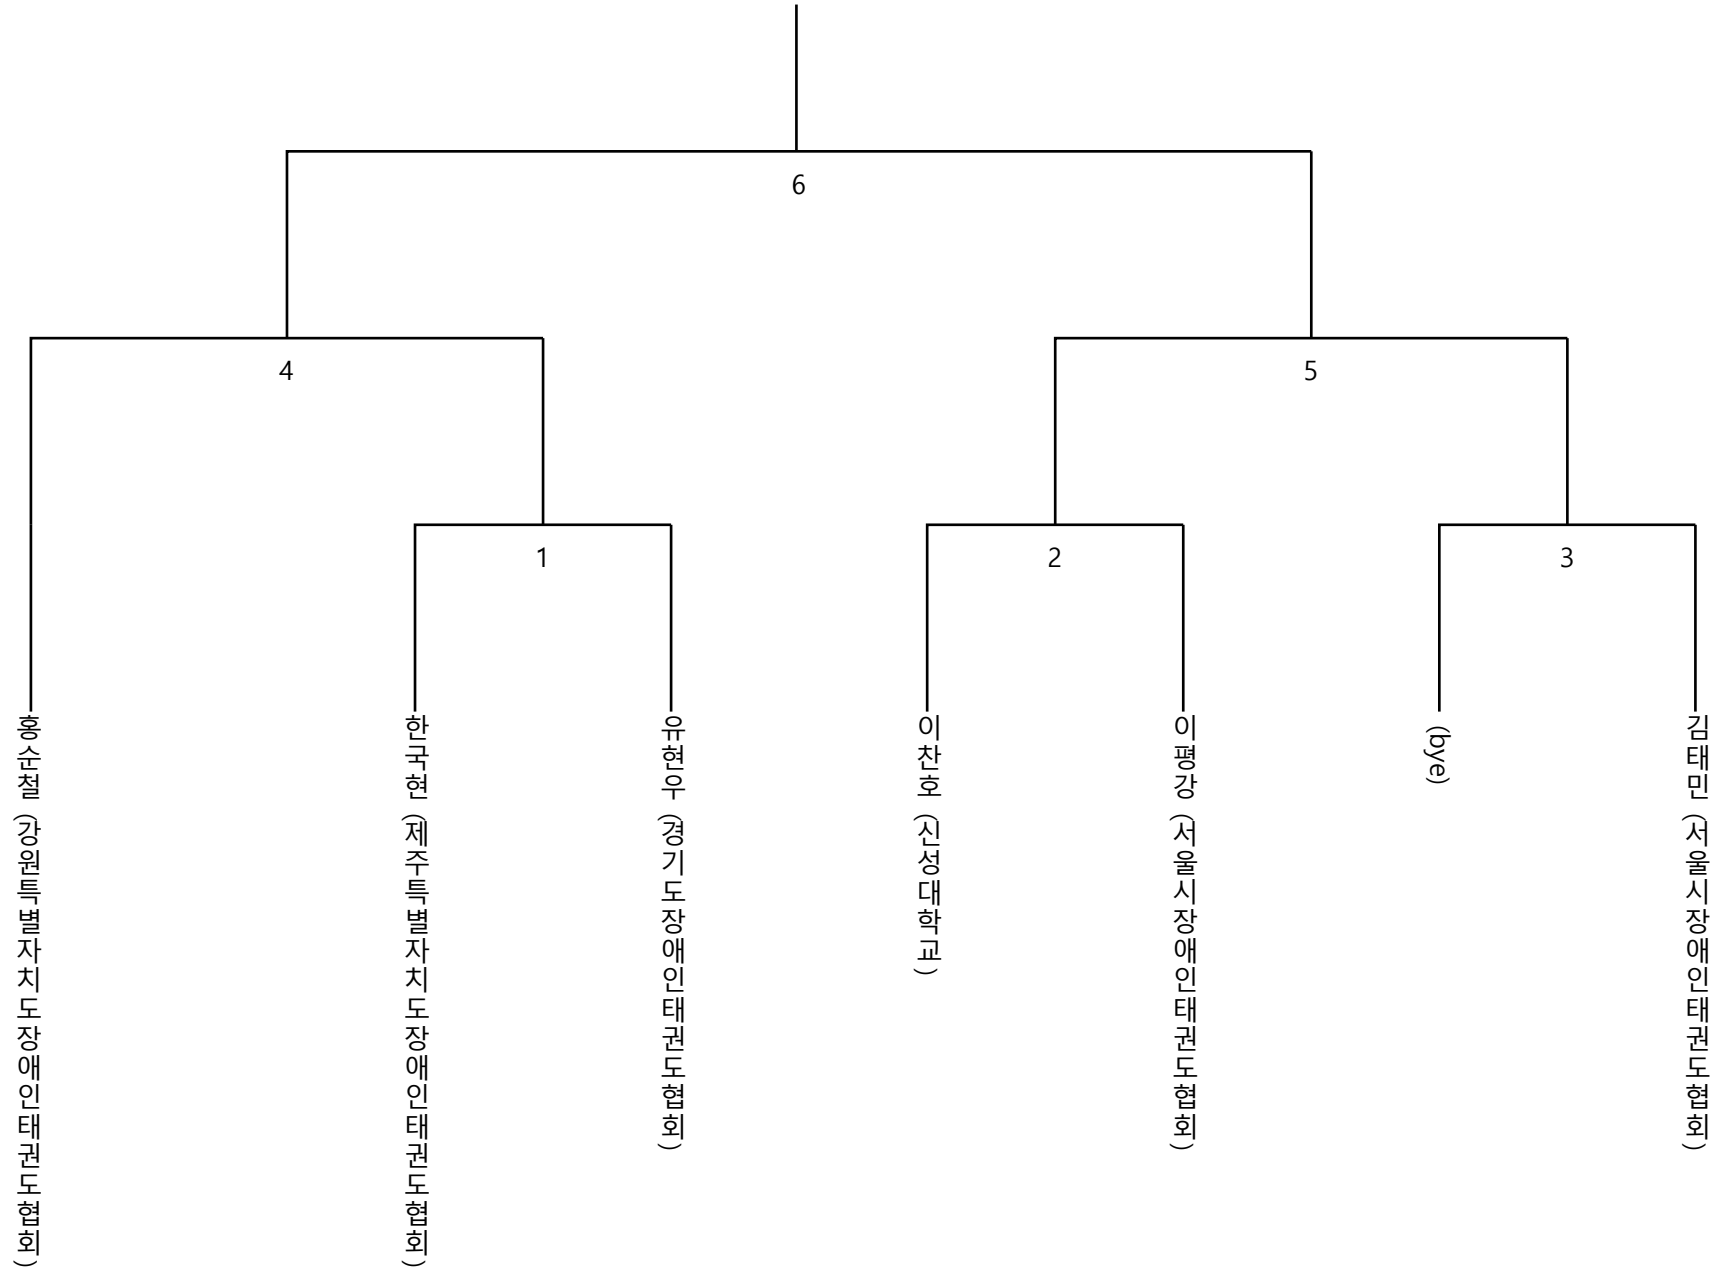 6
4
5
1
2
3
홍순철 (강원특별자치도장애인태권도협회)
한국현 (제주특별자치도장애인태권도협회)
유현우 (경기도장애인태권도협회)
이찬호 (신성대학교)
이평강 (서울시장애인태권도협회)
(bye)
김태민 (서울시장애인태권도협회)